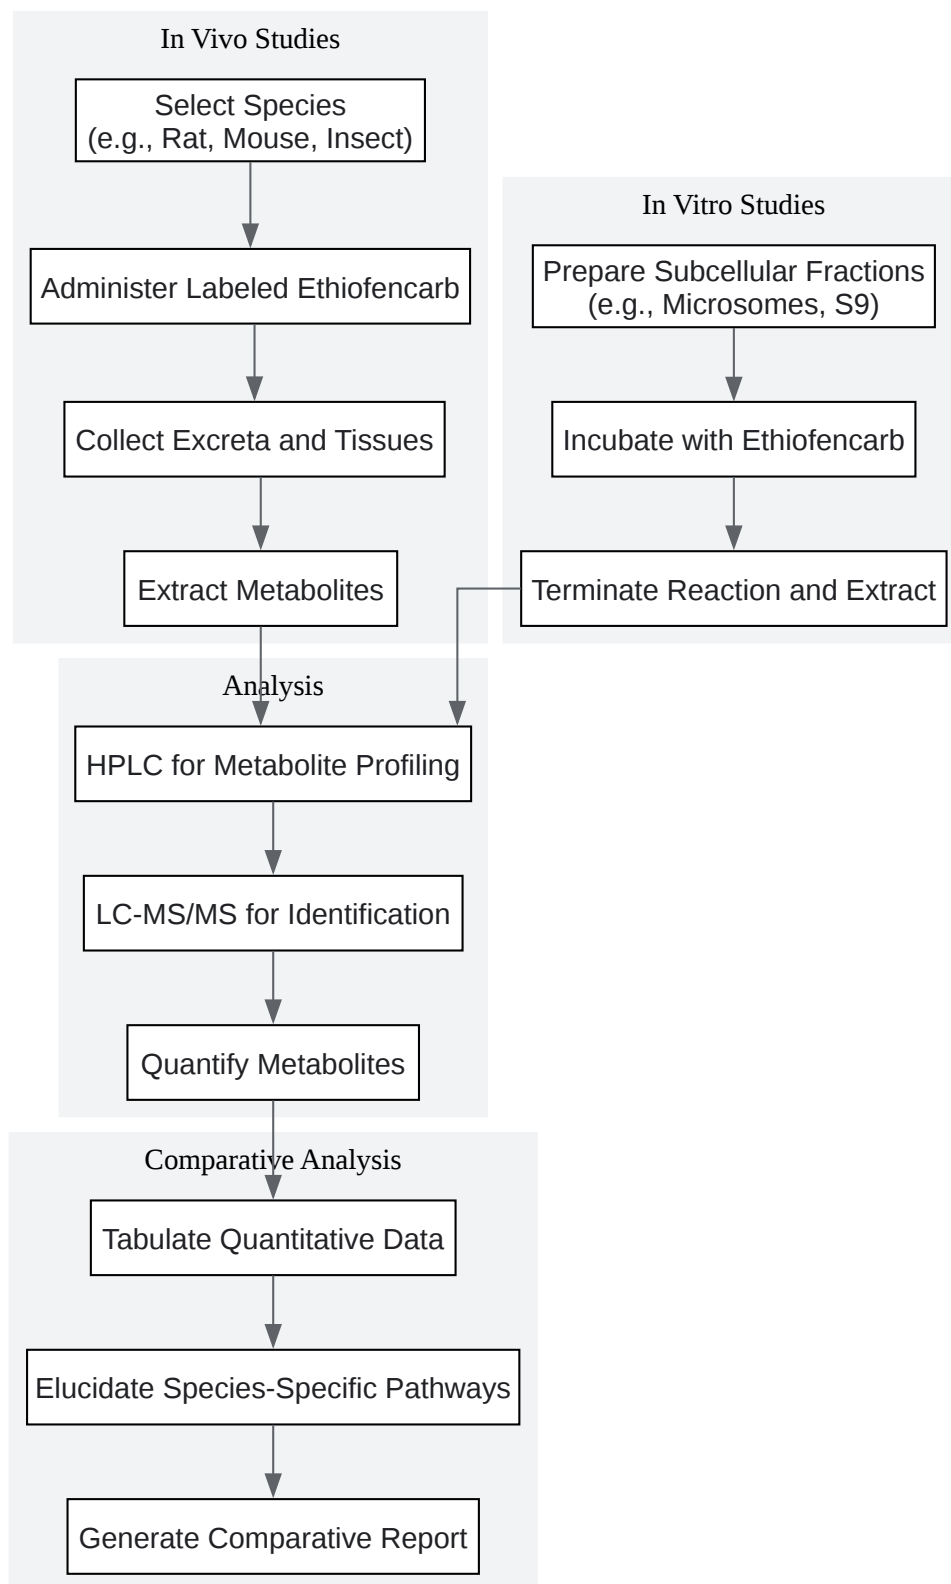 In Vivo Studies
Select Species
(e.g., Rat, Mouse, Insect)
Administer Labeled Ethiofencarb
Collect Excreta and Tissues
Extract Metabolites
In Vitro Studies
Prepare Subcellular Fractions
(e.g., Microsomes, S9)
Incubate with Ethiofencarb
Terminate Reaction and Extract
Analysis
HPLC for Metabolite Profiling
LC-MS/MS for Identification
Quantify Metabolites
Comparative Analysis
Tabulate Quantitative Data
Elucidate Species-Specific Pathways
Generate Comparative Report